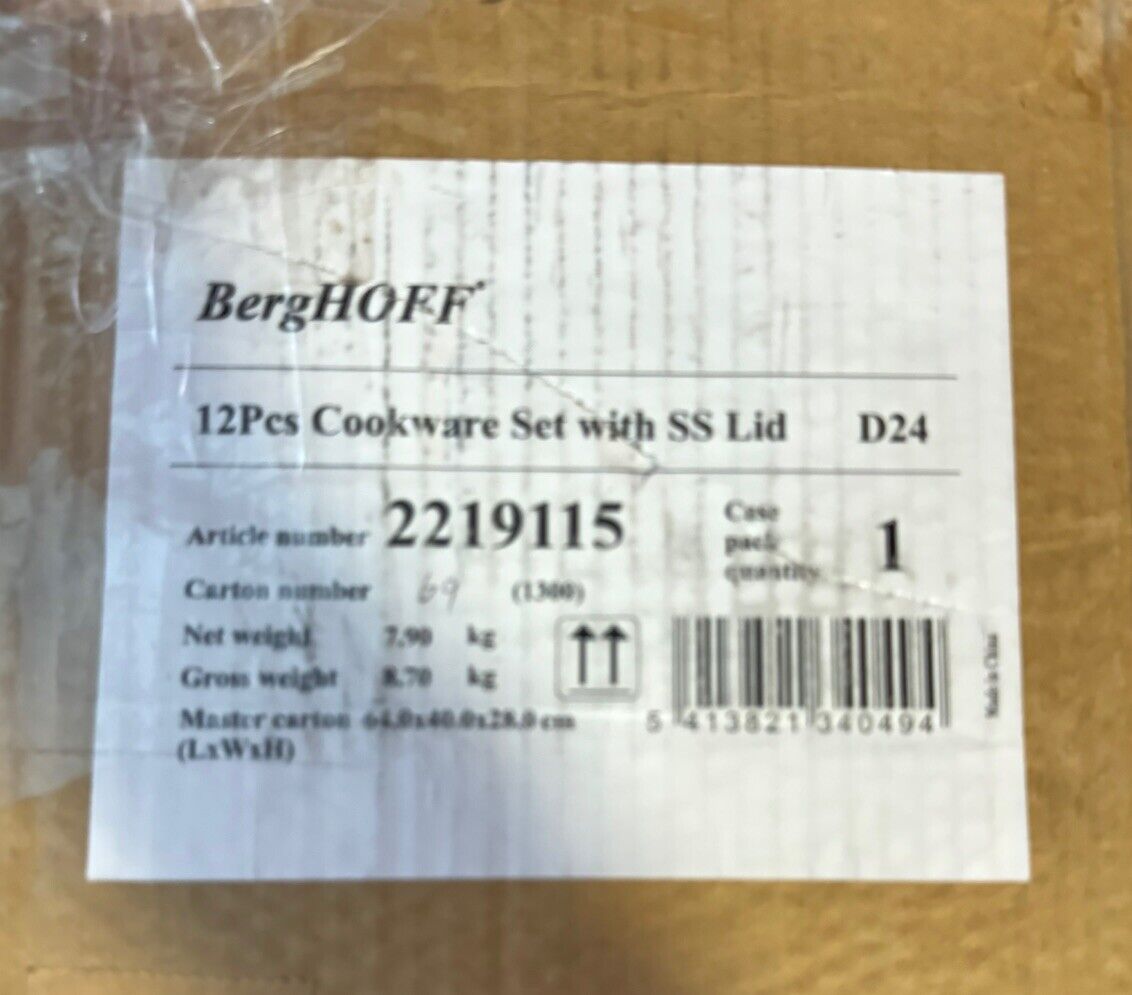 BergHOFF
12Pcs Cookware Set with SS Lid D24
Article number 2219115
Case pack quantity 1
Carton number 69 (1300)
Net weight 7.90 kg
Gross weight 8.70 kg
Master carton 64.0x40.0x28.0 cm
(LxWxH)
5 413821 340494
Made in China